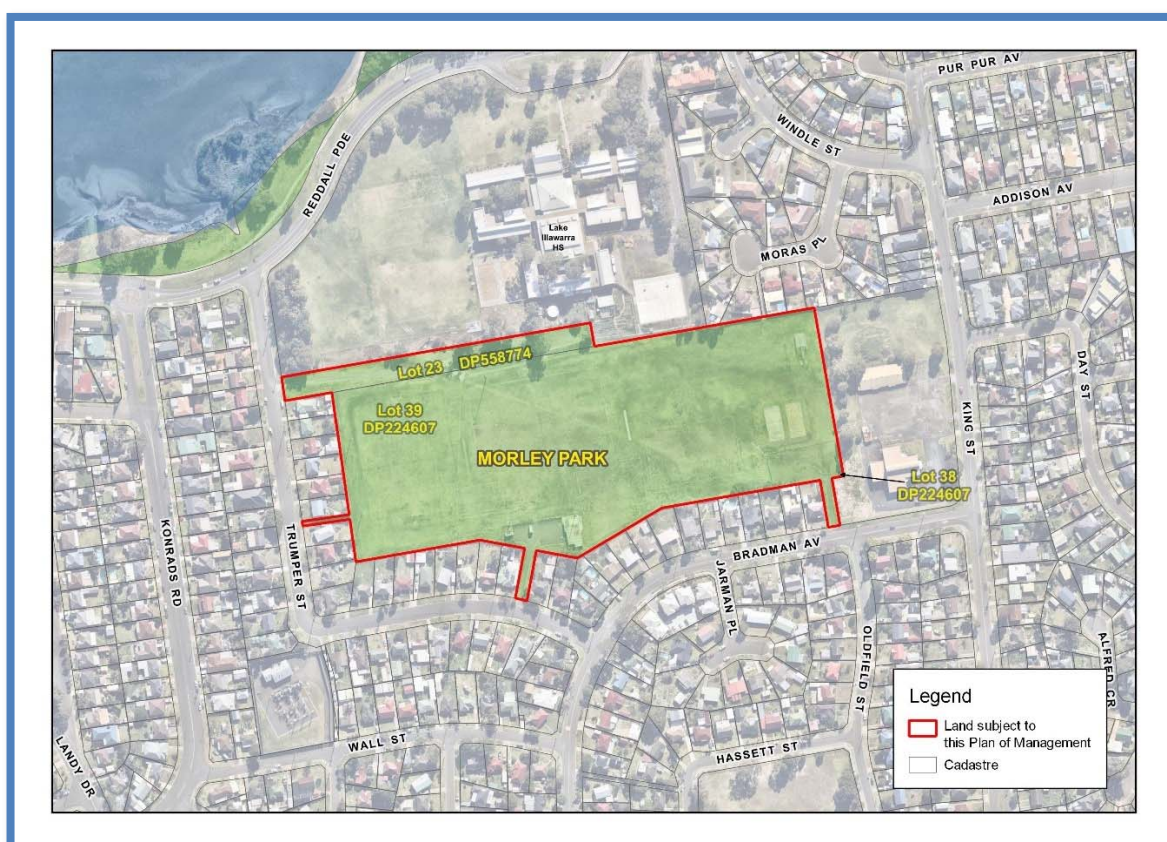 PUR PUR AV
WINDLE ST
REDDALL PDE
ADDISON AV
Lake
Illawarra
HS
MORAS PL
Lot 23 DP558774
DAY ST
Lot 39
DP224607
KING ST
MORLEY PARK
Lot 38
DP224607
KONRADS RD
TRUMPER ST
BRADMAN AV
JARMAN PL
OLDFIELD ST
ALFRED CR
LANDY DR
WALL ST
HASSETT ST
Legend
Land subject to
this Plan of Management
Cadastre